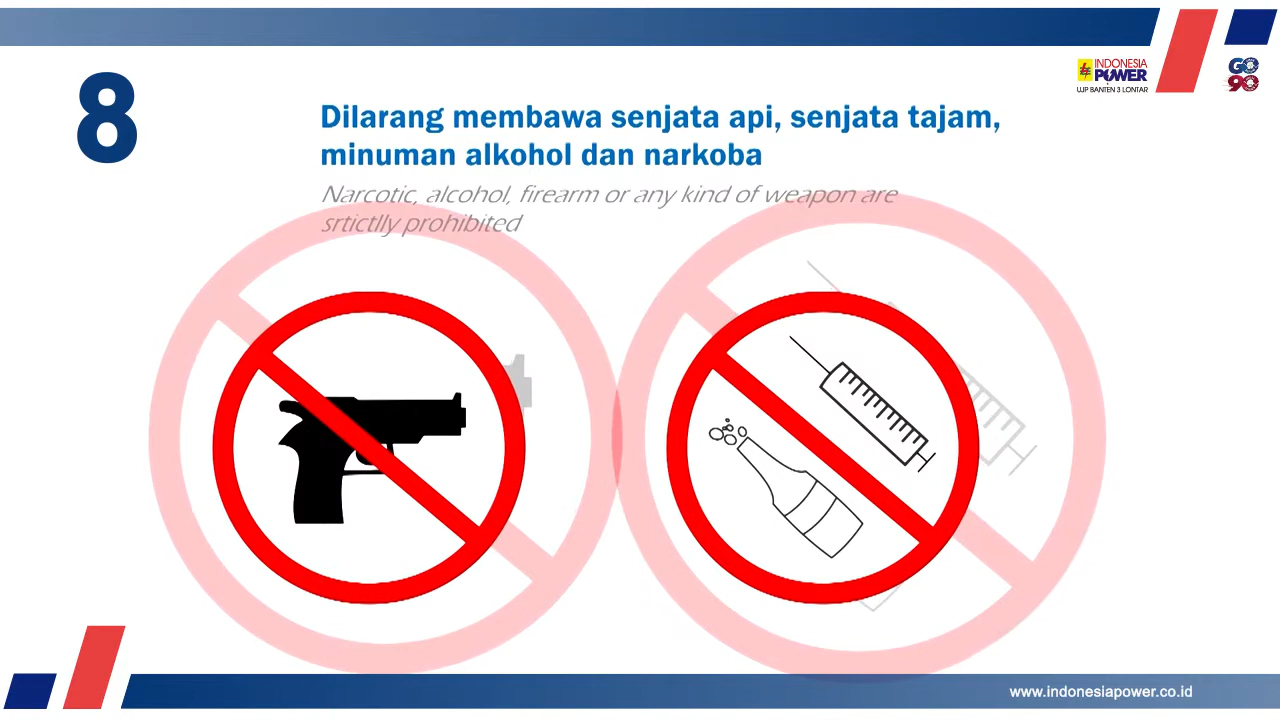 8
INDONESIA
POWER
UJP BANTEN 3 LONTAR
GO
90
Dilarang membawa senjata api, senjata tajam,
minuman alkohol dan narkoba
Narcotic, alcohol, firearm or any kind of weapon are
srtictlly prohibited
www.indonesiapower.co.id